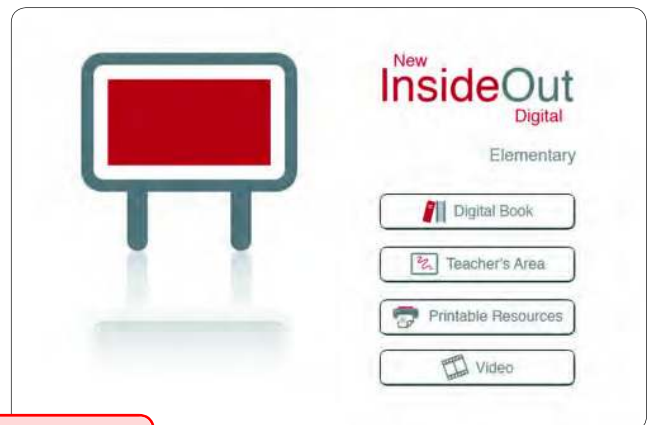 New
InsideOut
Digital
Elementary
Digital Book
Teacher's Area
Printable Resources
Video